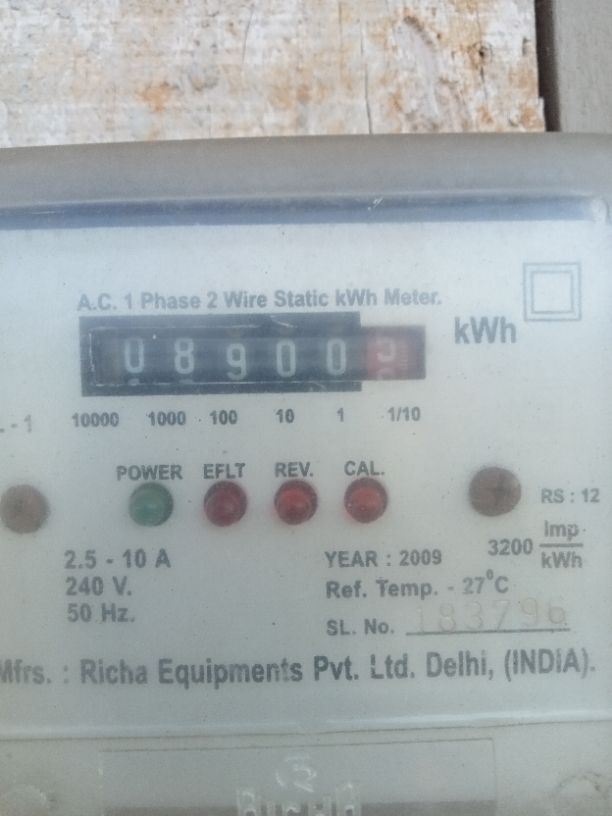 A.C. 1 Phase 2 Wire Static kWh Meter.
08900
kWh
10000 1000 100 10 1 1/10
- 1
POWER EFLT REV. CAL.
RS : 12
3200 Imp/kWh
2.5 - 10 A
240 V.
50 Hz.
YEAR : 2009
Ref. Temp. - 27°C
SL. No. 183796
Mfrs. : Richa Equipments Pvt. Ltd. Delhi, (INDIA).